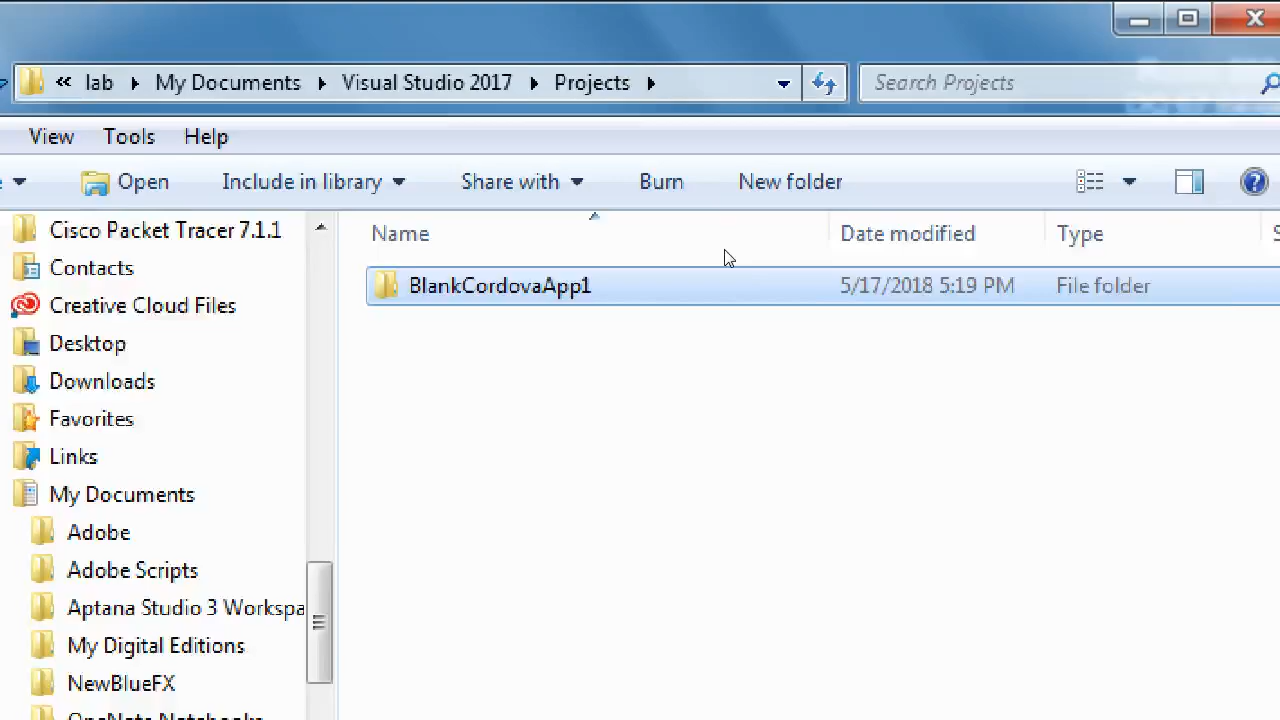 « lab My Documents Visual Studio 2017 Projects
Search Projects
View Tools Help
Open Include in library Share with Burn New folder
Name Date modified Type
BlankCordovaApp1 5/17/2018 5:19 PM File folder
Cisco Packet Tracer 7.1.1
Contacts
Creative Cloud Files
Desktop
Downloads
Favorites
Links
My Documents
Adobe
Adobe Scripts
Aptana Studio 3 Workspa
My Digital Editions
NewBlueFX
OneNote Notebooks